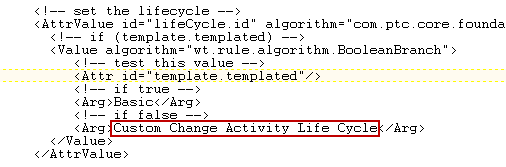 <!-- set the lifecycle -->
<AttrValue id="lifeCycle.id" algorithm="com.ptc.core.founda
<!-- if (template.templated) -->
<Value algorithm="wt.rule.algorithm.BooleanBranch">
<!-- test this value -->
<Attr id="template.templated"/>
<!-- if true -->
<Arg>Basic</Arg>
<!-- if false -->
<Arg>Custom Change Activity Life Cycle</Arg>
</Value>
</AttrValue>